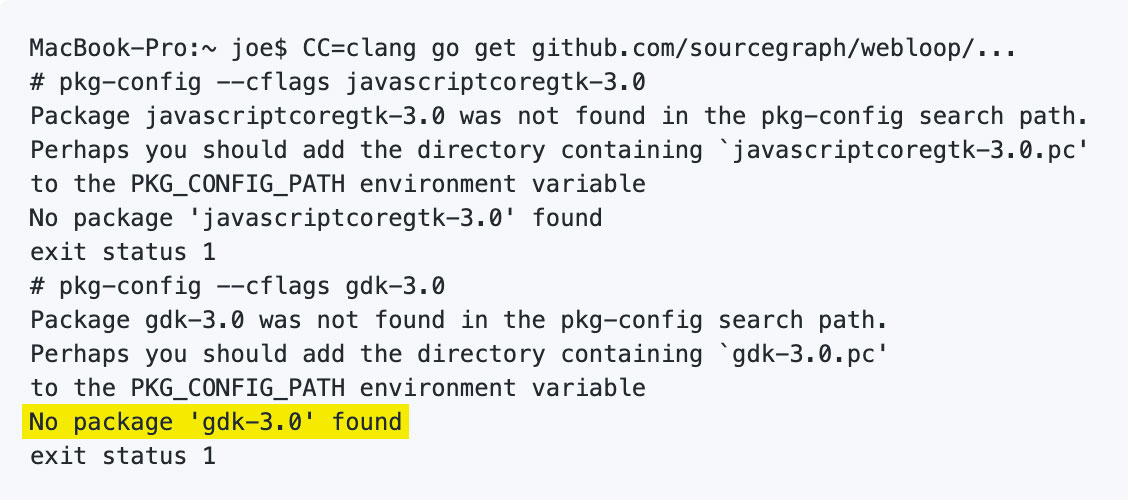 MacBook-Pro:~ joe$ CC=clang go get github.com/sourcegraph/webloop/...
# pkg-config --cflags javascriptcoregtk-3.0
Package javascriptcoregtk-3.0 was not found in the pkg-config search path.
Perhaps you should add the directory containing `javascriptcoregtk-3.0.pc'
to the PKG_CONFIG_PATH environment variable
No package 'javascriptcoregtk-3.0' found
exit status 1
# pkg-config --cflags gdk-3.0
Package gdk-3.0 was not found in the pkg-config search path.
Perhaps you should add the directory containing `gdk-3.0.pc'
to the PKG_CONFIG_PATH environment variable
No package 'gdk-3.0' found
exit status 1